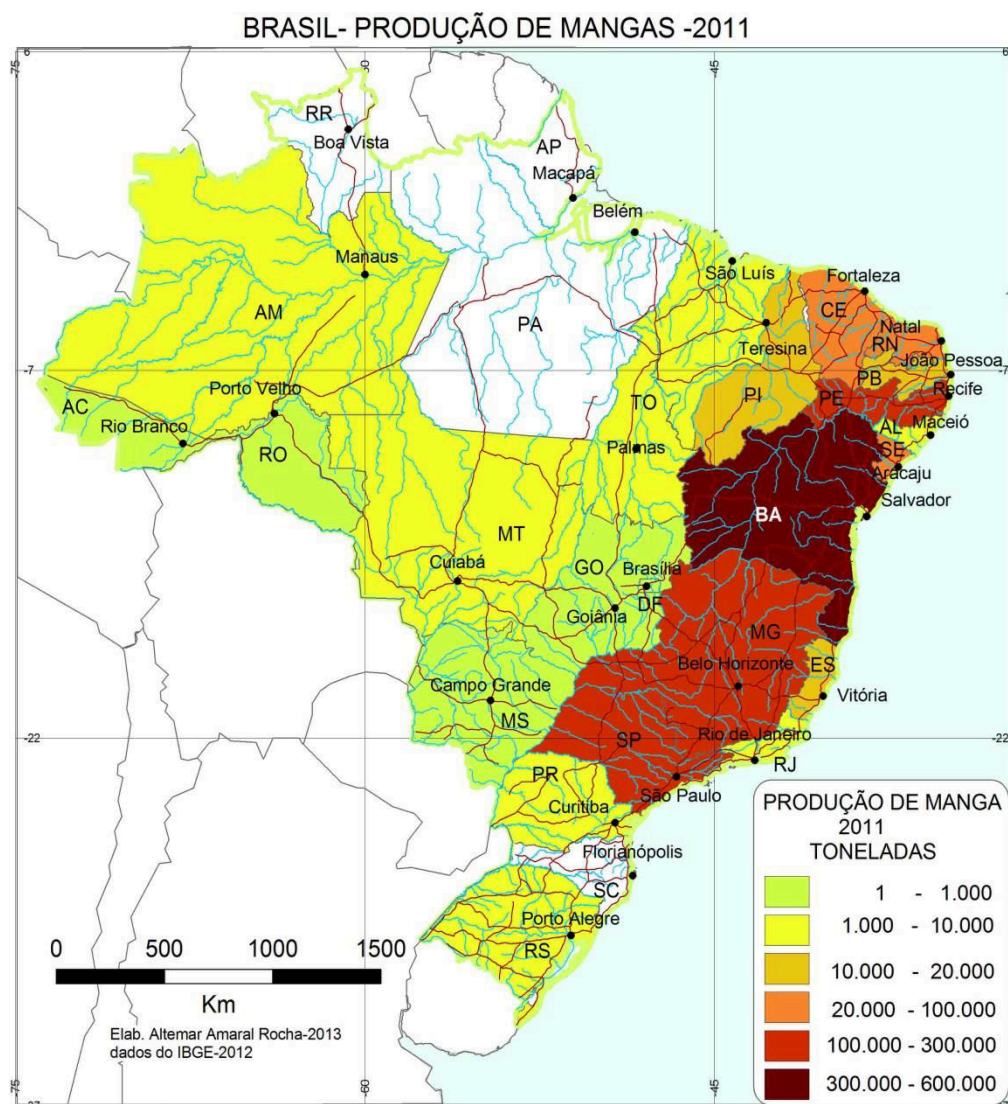 BRASIL- PRODUÇÃO DE MANGAS -2011
75
60
45
6
RR
Boa Vista
AP
Macapá
Belém
Manaus
São Luís
Fortaleza
AM
CE
PA
Natal
RN
Teresina
João Pessoa
-7
-7
PB
Porto Velho
PI
PE
Recife
TO
AC
AL
Maceió
Rio Branco
Palmas
SE
RO
Aracaju
Salvador
BA
MT
Cuiabá
GO
Brasília
DF
Goiânia
MG
Belo Horizonte
ES
Campo Grande
Vitória
MS
Rio de Janeiro
-22
-22
SP
RJ
PR
São Paulo
Curitiba
Florianópolis
SC
Porto Alegre
RS
PRODUÇÃO DE MANGA
2011
TONELADAS
1 - 1.000
1.000 - 10.000
10.000 - 20.000
20.000 - 100.000
100.000 - 300.000
300.000 - 600.000
0 500 1000 1500
Km
Elab. Altemar Amaral Rocha-2013
dados do IBGE-2012
-75
-60
-45